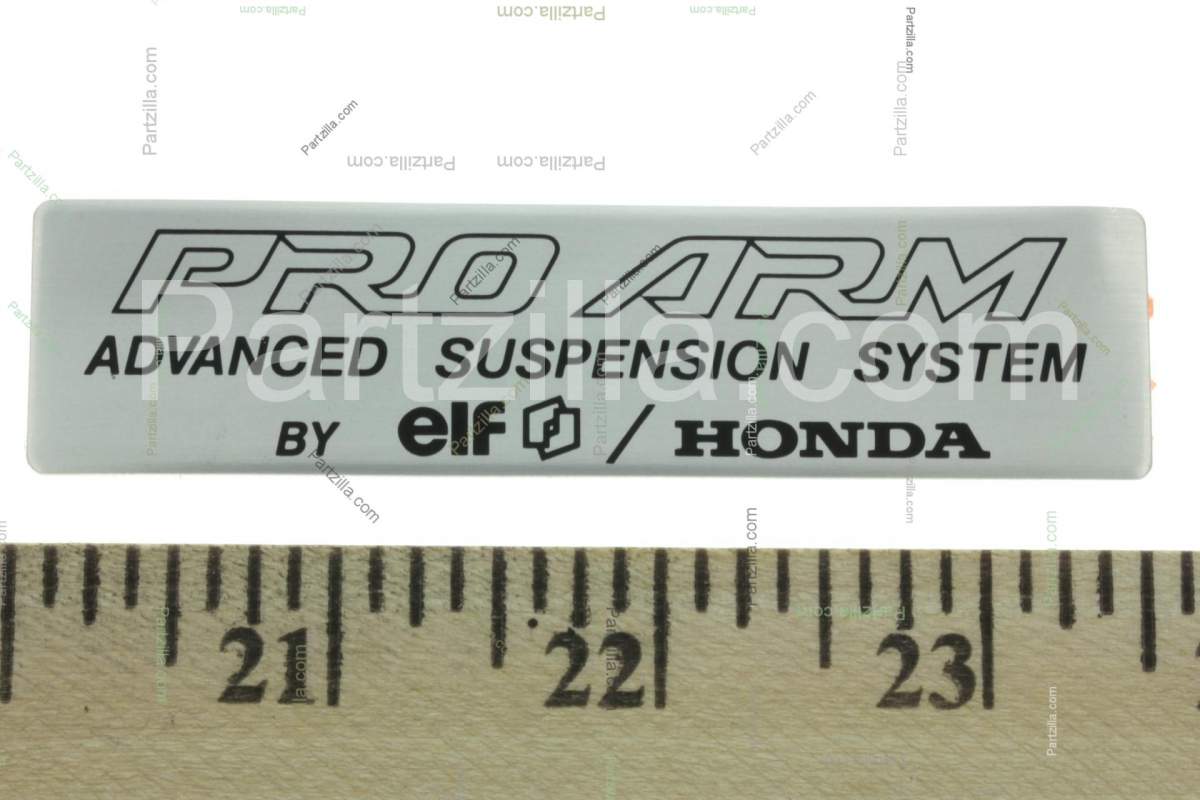 Partzilla.com
PRO ARM
ADVANCED SUSPENSION SYSTEM
BY elf / HONDA
21 22 23